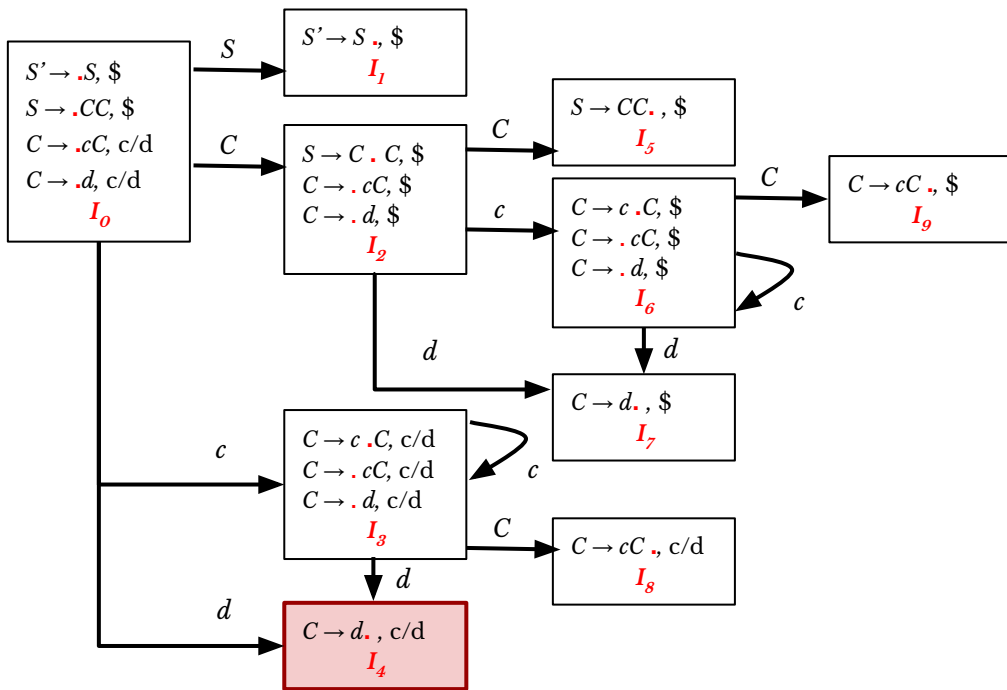 S' → .S, $
S → .CC, $
C → .cC, c/d
C → .d, c/d
I0
S
S' → S ., $
I1
C
S → C . C, $
C → . cC, $
C → . d, $
I2
C
S → CC. , $
I5
c
C → c .C, $
C → . cC, $
C → . d, $
I6
C
C → cC ., $
I9
c
d
d
C → d. , $
I7
c
C → c .C, c/d
C → . cC, c/d
C → . d, c/d
I3
c
C
C → cC ., c/d
I8
d
d
C → d. , c/d
I4